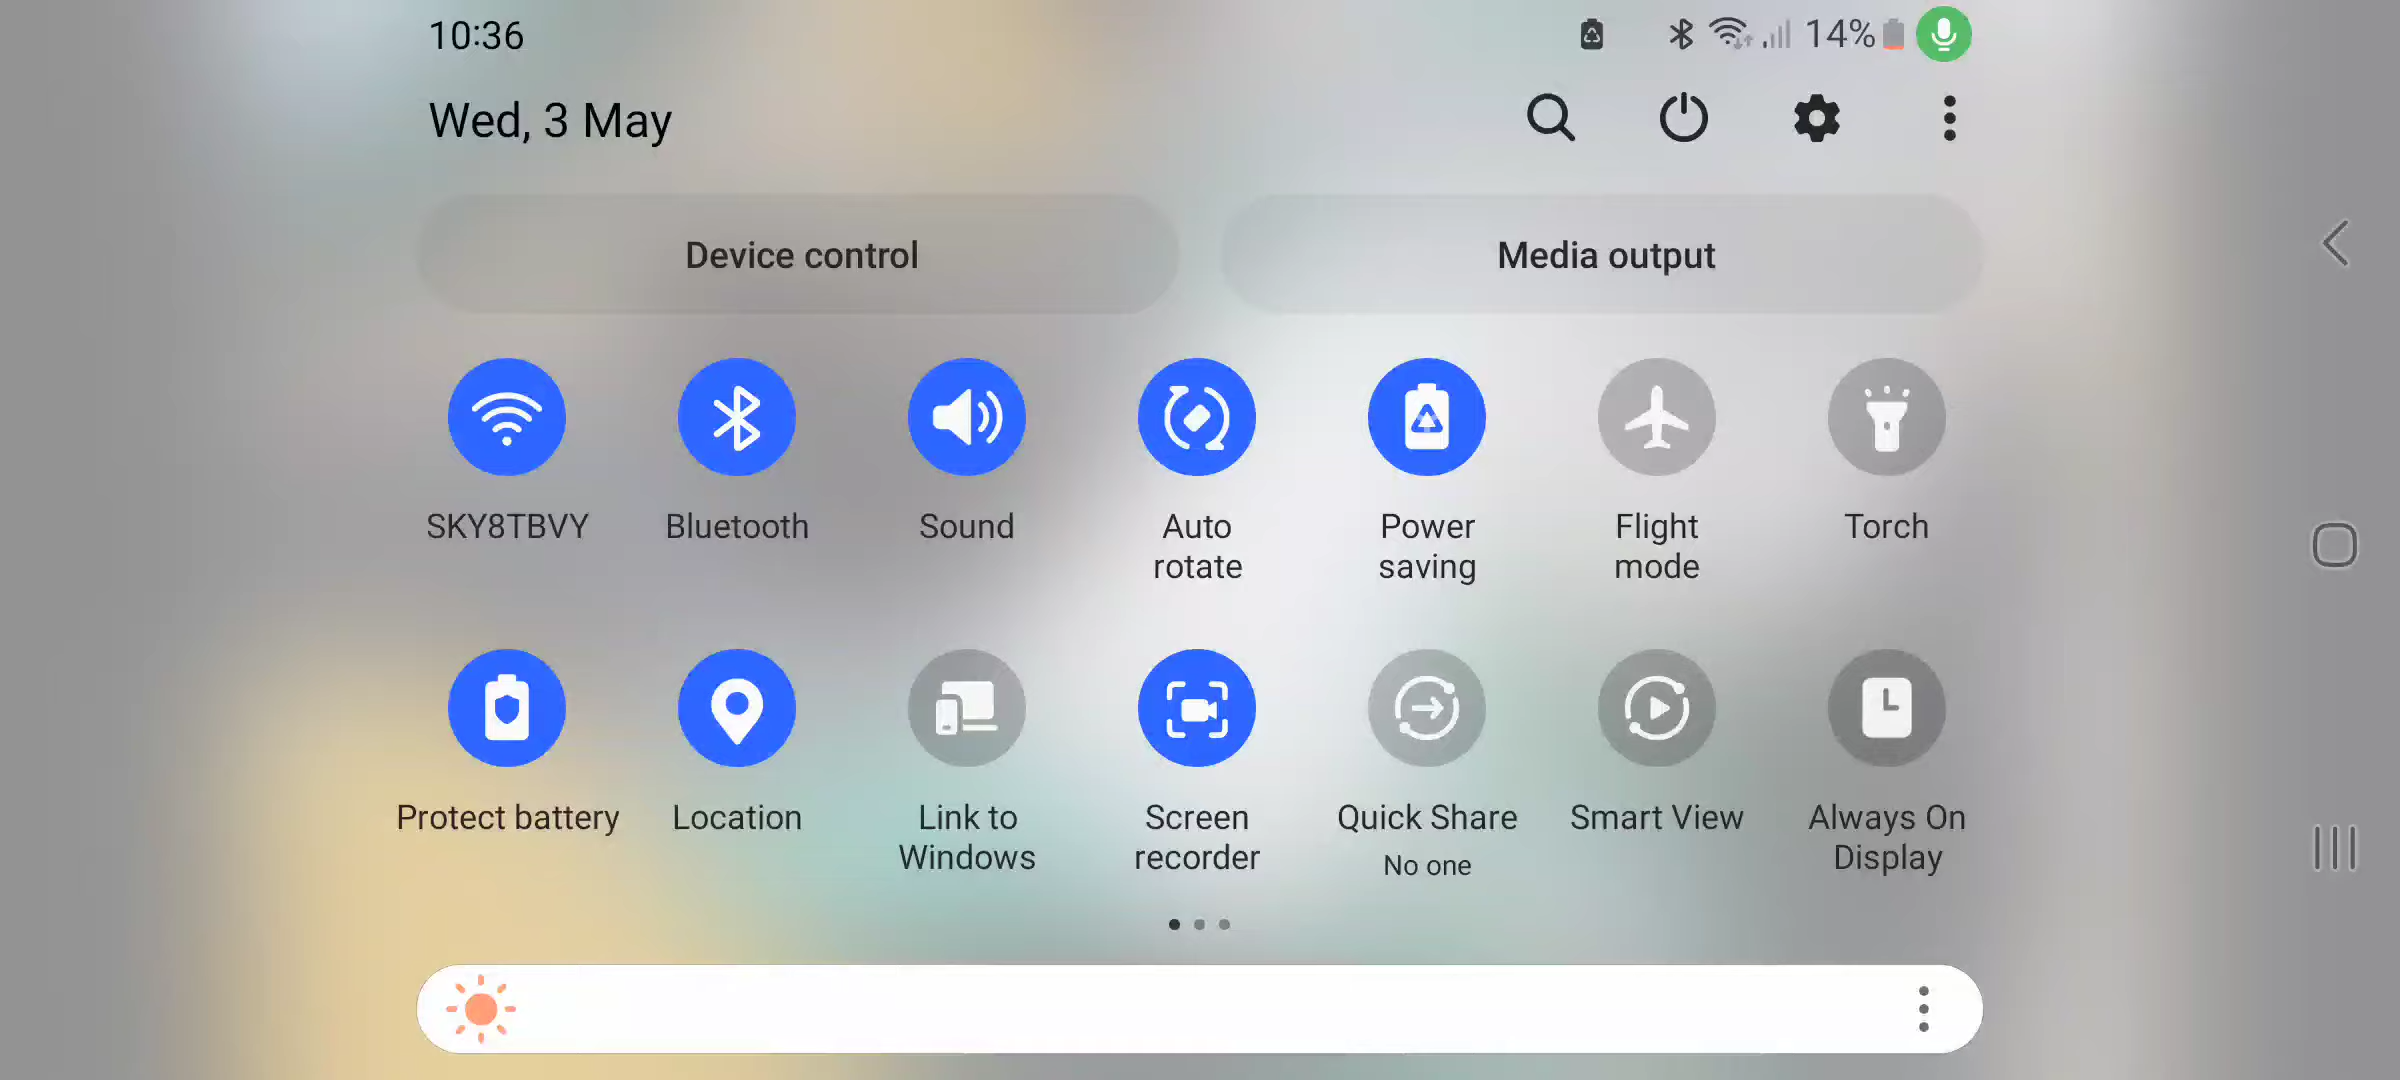 10:36
14%
Wed, 3 May
Device control
Media output
SKY8TBVY
Bluetooth
Sound
Auto
rotate
Power
saving
Flight
mode
Torch
Protect battery
Location
Link to
Windows
Screen
recorder
Quick Share
No one
Smart View
Always On
Display